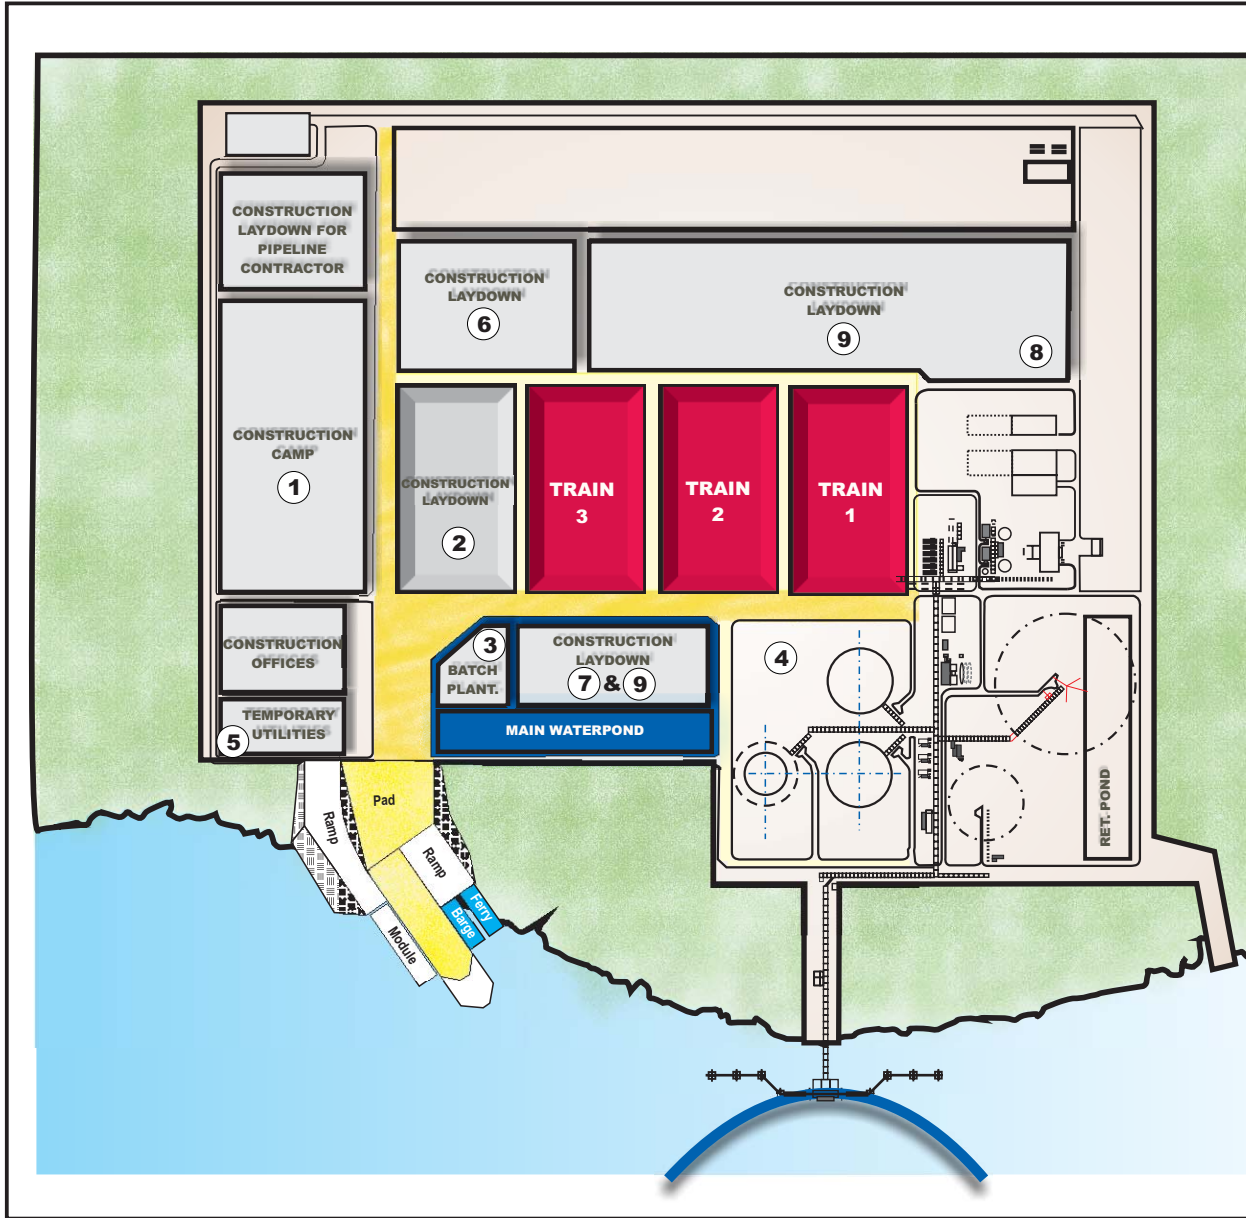 CONSTRUCTION
LAYDOWN FOR
PIPELINE
CONTRACTOR
CONSTRUCTION
LAYDOWN
6
CONSTRUCTION
LAYDOWN
9
8
CONSTRUCTION
CAMP
1
CONSTRUCTION
LAYDOWN
2
TRAIN
3
TRAIN
2
TRAIN
1
CONSTRUCTION
OFFICES
3
BATCH
PLANT.
CONSTRUCTION
LAYDOWN
7 & 9
4
TEMPORARY
UTILITIES
5
MAIN WATERPOND
RET. POND
Pad
Ramp
Ramp
Ferry
Barge
Module